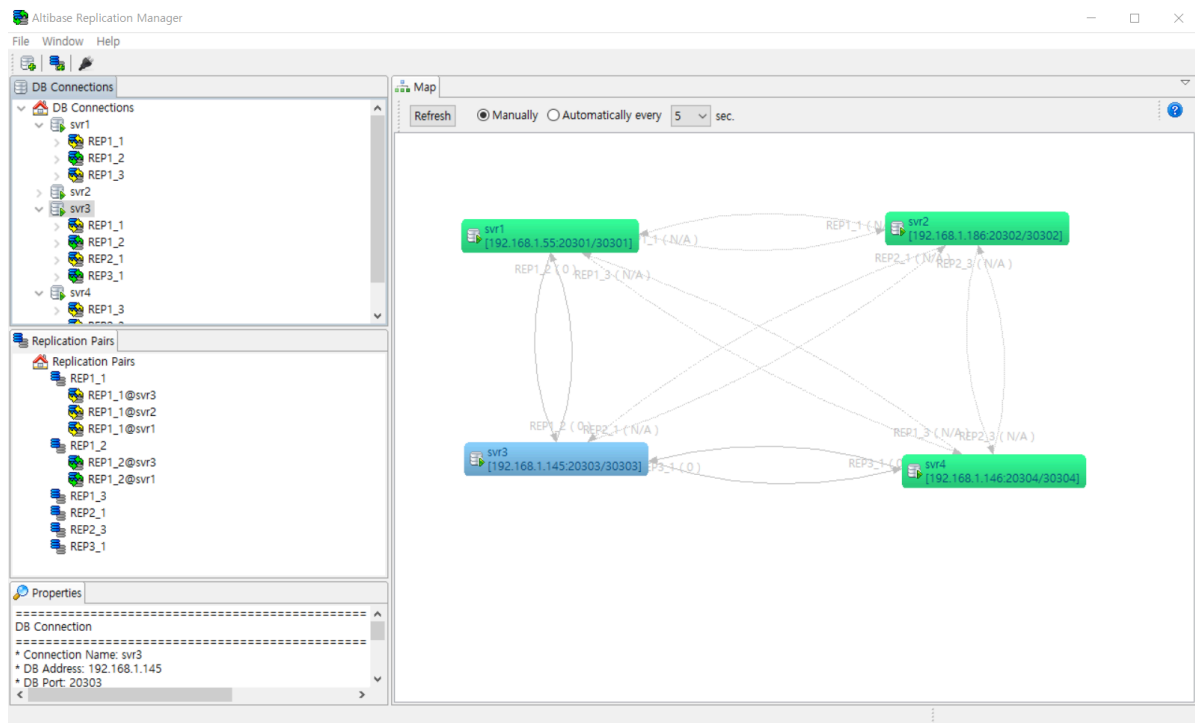 Altibase Replication Manager
File Window Help
DB Connections
DB Connections
svr1
REP1_1
REP1_2
REP1_3
svr2
svr3
REP1_1
REP1_2
REP2_1
REP3_1
svr4
REP1_3
Replication Pairs
Replication Pairs
REP1_1
REP1_1@svr3
REP1_1@svr2
REP1_1@svr1
REP1_2
REP1_2@svr3
REP1_2@svr1
REP1_3
REP2_1
REP2_3
REP3_1
Properties
===============================================
DB Connection
===============================================
* Connection Name: svr3
* DB Address: 192.168.1.145
* DB Port: 20303
Map
Refresh Manually Automatically every 5 sec.
svr1
[192.168.1.55:20301/30301]
1_1 ( N/A )
REP1_1 ( N
svr2
[192.168.1.186:20302/30302]
REP1_2 ( 0 )
REP1_3 ( N/A )
REP2_1 ( N/A )
REP2_3 ( N/A )
REP1_2 ( 0 )
REP2_1 ( N/A )
REP1_3 ( N/A )
REP2_3 ( N/A )
svr3
[192.168.1.145:20303/30303]
P3_1 ( 0 )
REP3_1 ( 0
svr4
[192.168.1.146:20304/30304]